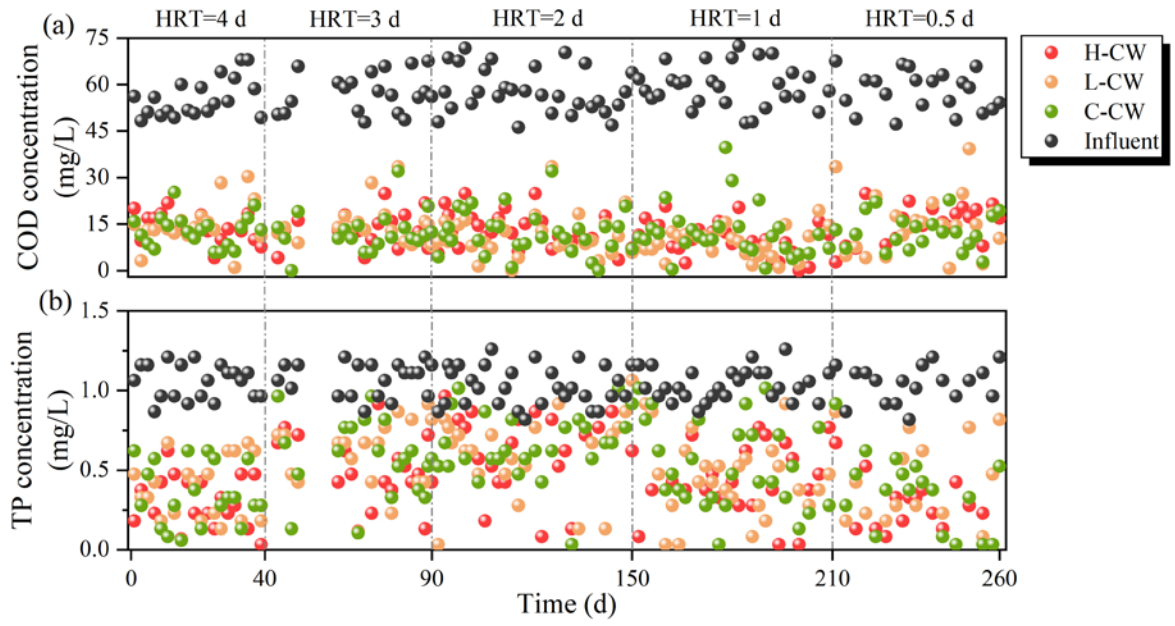 HRT=4 d HRT=3 d HRT=2 d HRT=1 d HRT=0.5 d
(a)
COD concentration
(mg/L)
75
60
45
30
15
0
H-CW
L-CW
C-CW
Influent
(b)
TP concentration
(mg/L)
1.5
1.0
0.5
0.0
0 40 90 150 210 260
Time (d)